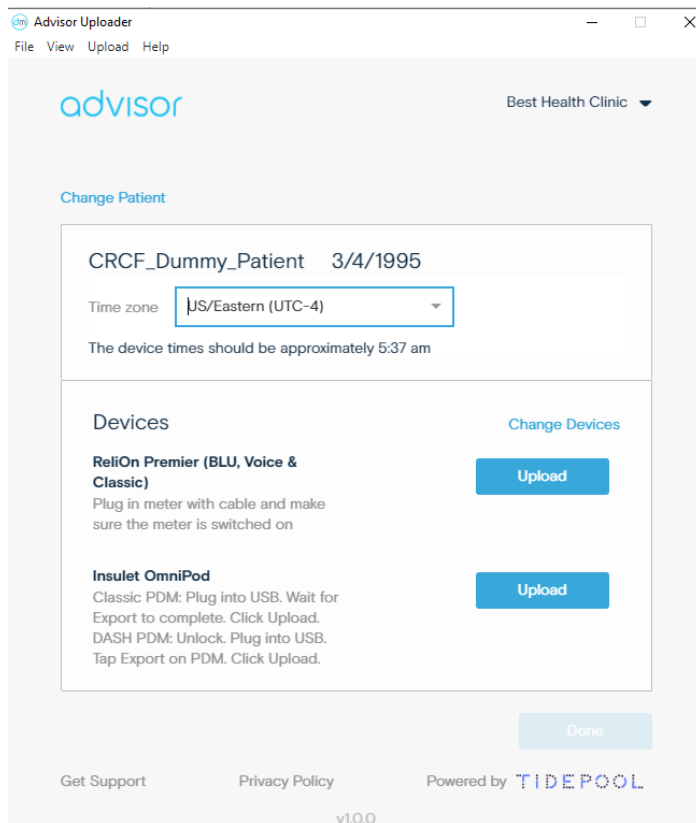 dm Advisor Uploader
File View Upload Help
advisor
Best Health Clinic
Change Patient
CRCF_Dummy_Patient 3/4/1995
Time zone US/Eastern (UTC-4)
The device times should be approximately 5:37 am
Devices
Change Devices
ReliOn Premier (BLU, Voice &
Classic)
Plug in meter with cable and make
sure the meter is switched on
Upload
Insulet OmniPod
Classic PDM: Plug into USB. Wait for
Export to complete. Click Upload.
DASH PDM: Unlock. Plug into USB.
Tap Export on PDM. Click Upload.
Upload
Done
Get Support Privacy Policy Powered by TIDEPOOL
v1.0.0